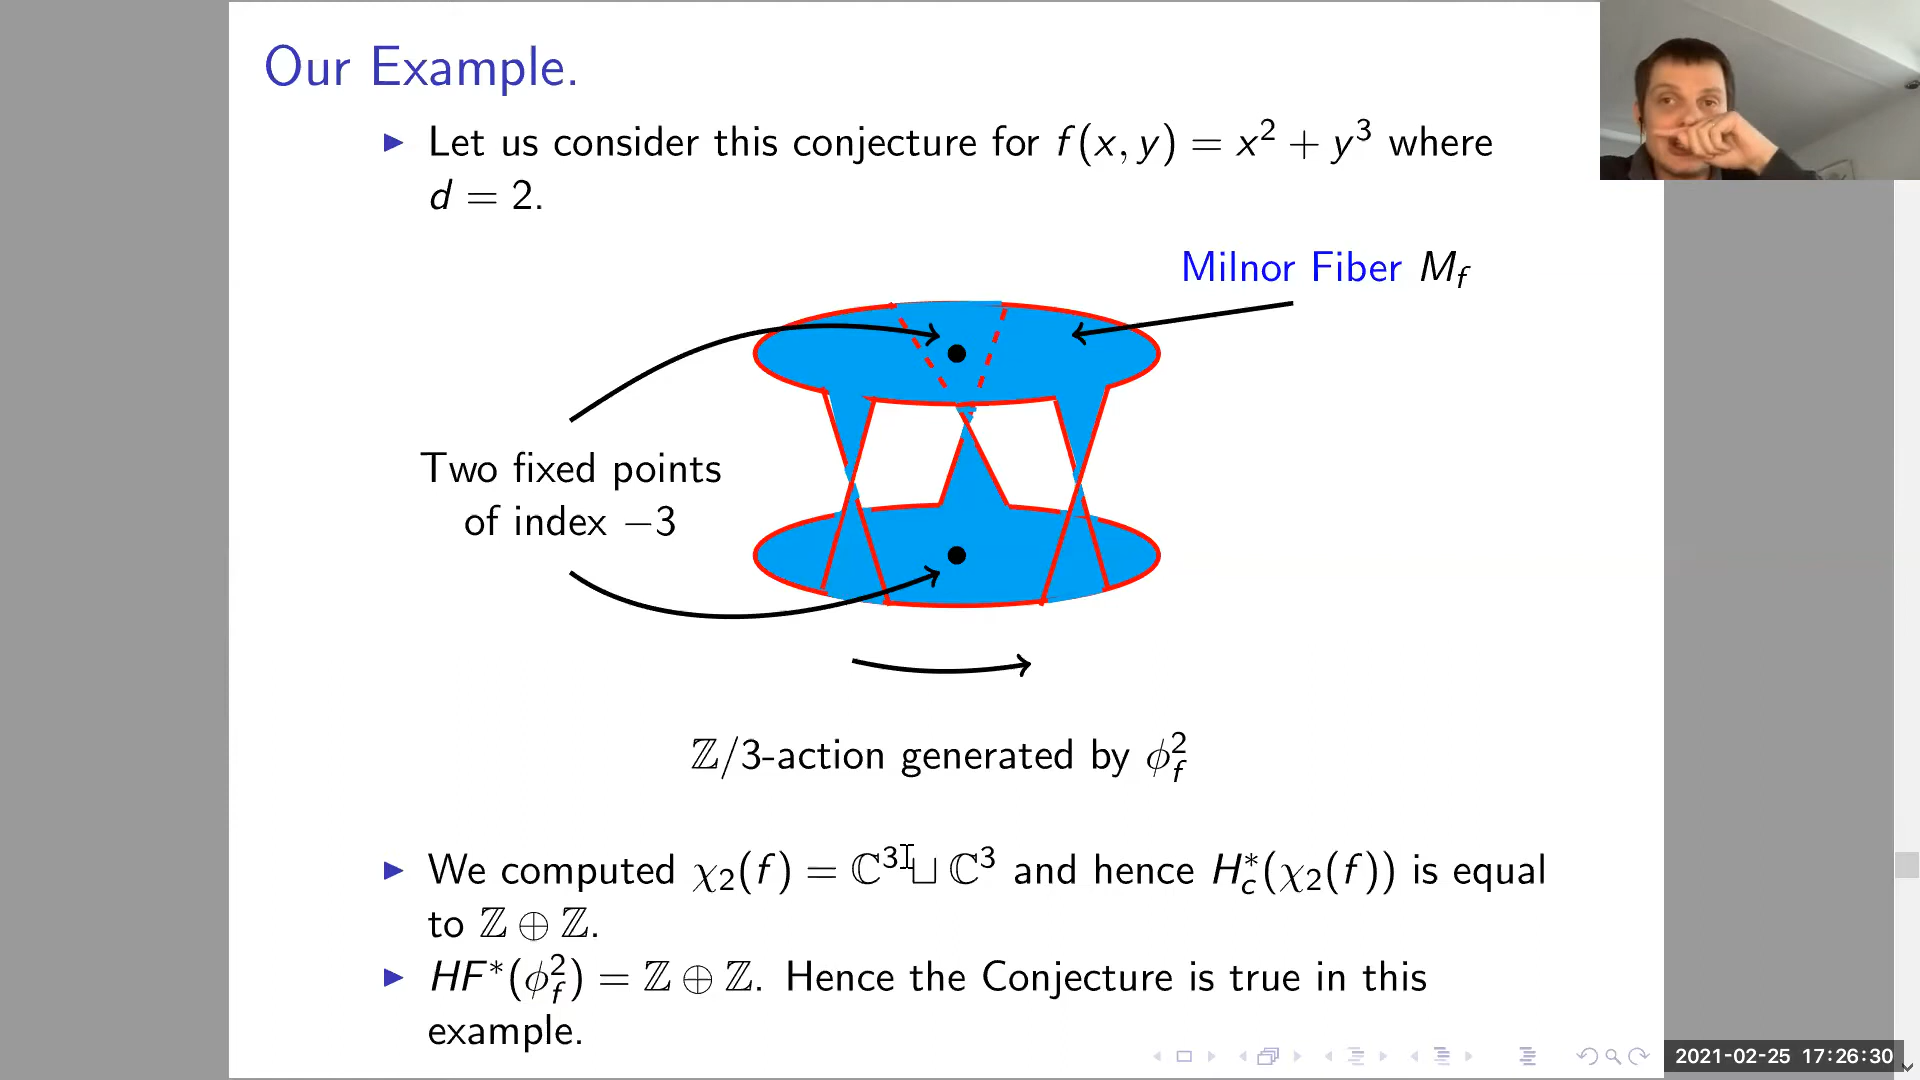 Our Example.
▶ Let us consider this conjecture for f(x, y) = x² + y³ where
d = 2.
Milnor Fiber M_f
Two fixed points
of index −3
ℤ/3-action generated by ϕ_f²
▶ We computed χ₂(f) = ℂ³ ⊔ ℂ³ and hence H_c^*(χ₂(f)) is equal
to ℤ ⊕ ℤ.
▶ HF^*(ϕ_f²) = ℤ ⊕ ℤ. Hence the Conjecture is true in this
example.
2021-02-25 17:26:30